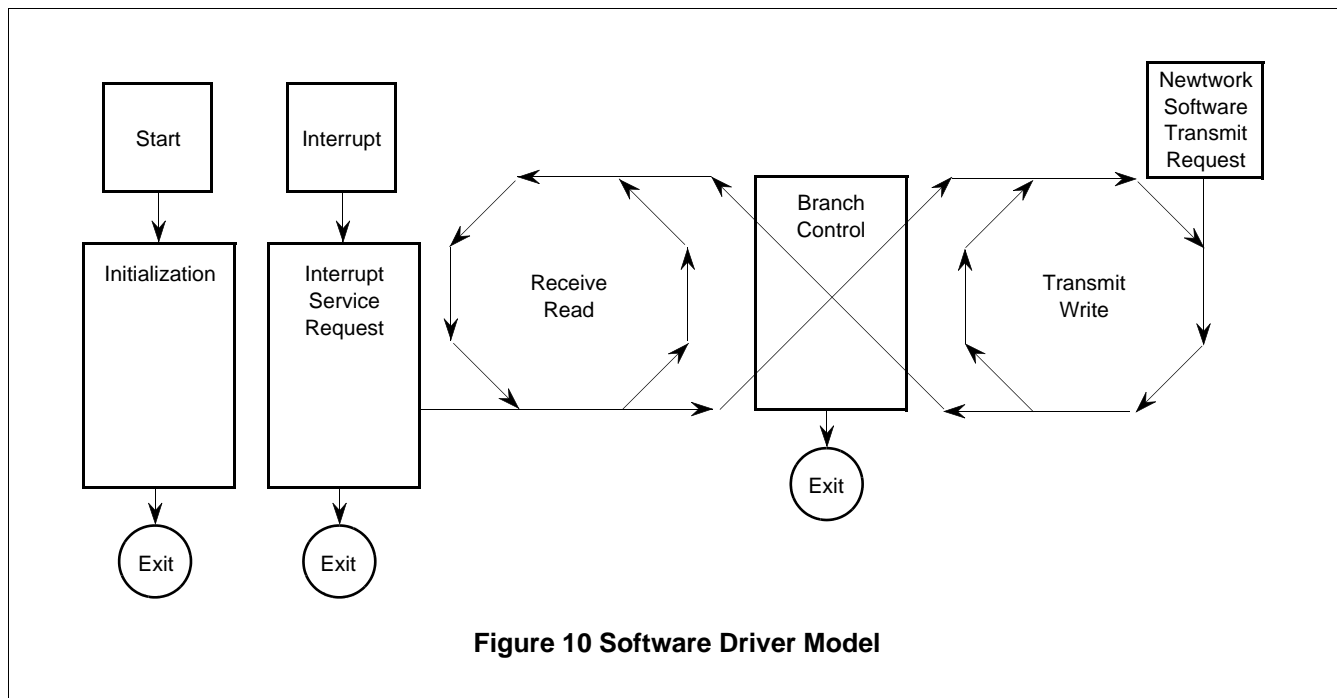 Start
Interrupt
Newtwork
Software
Transmit
Request
Initialization
Interrupt
Service
Request
Receive
Read
Branch
Control
Transmit
Write
Exit
Exit
Exit
Figure 10 Software Driver Model